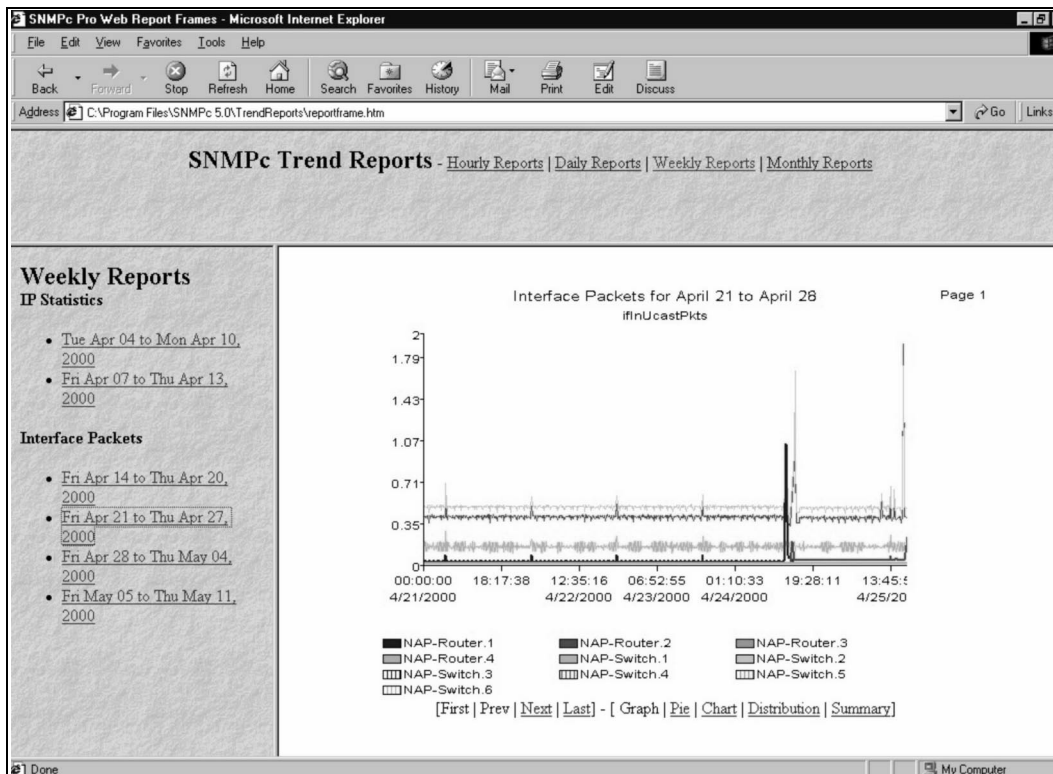 SNMPc Pro Web Report Frames - Microsoft Internet Explorer
File Edit View Favorites Tools Help
Back Forward Stop Refresh Home Search Favorites History Mail Print Edit Discuss
Address C:\Program Files\SNMPc 5.0\TrendReports\reportframe.htm Go Links
SNMPc Trend Reports - Hourly Reports | Daily Reports | Weekly Reports | Monthly Reports
Weekly Reports
IP Statistics
Tue Apr 04 to Mon Apr 10,
2000
Fri Apr 07 to Thu Apr 13,
2000
Interface Packets
Fri Apr 14 to Thu Apr 20,
2000
Fri Apr 21 to Thu Apr 27,
2000
Fri Apr 28 to Thu May 04,
2000
Fri May 05 to Thu May 11,
2000
Interface Packets for April 21 to April 28 Page 1
ifInUcastPkts
2
1.79
1.43
1.07
0.71
0.35
0
00:00:00 18:17:38 12:35:16 06:52:55 01:10:33 19:28:11 13:45:5
4/21/2000 4/22/2000 4/23/2000 4/24/2000 4/25/20
NAP-Router.1 NAP-Router.2 NAP-Router.3
NAP-Router.4 NAP-Switch.1 NAP-Switch.2
NAP-Switch.3 NAP-Switch.4 NAP-Switch.5
NAP-Switch.6
[First | Prev | Next | Last] - [ Graph | Pie | Chart | Distribution | Summary]
Done My Computer